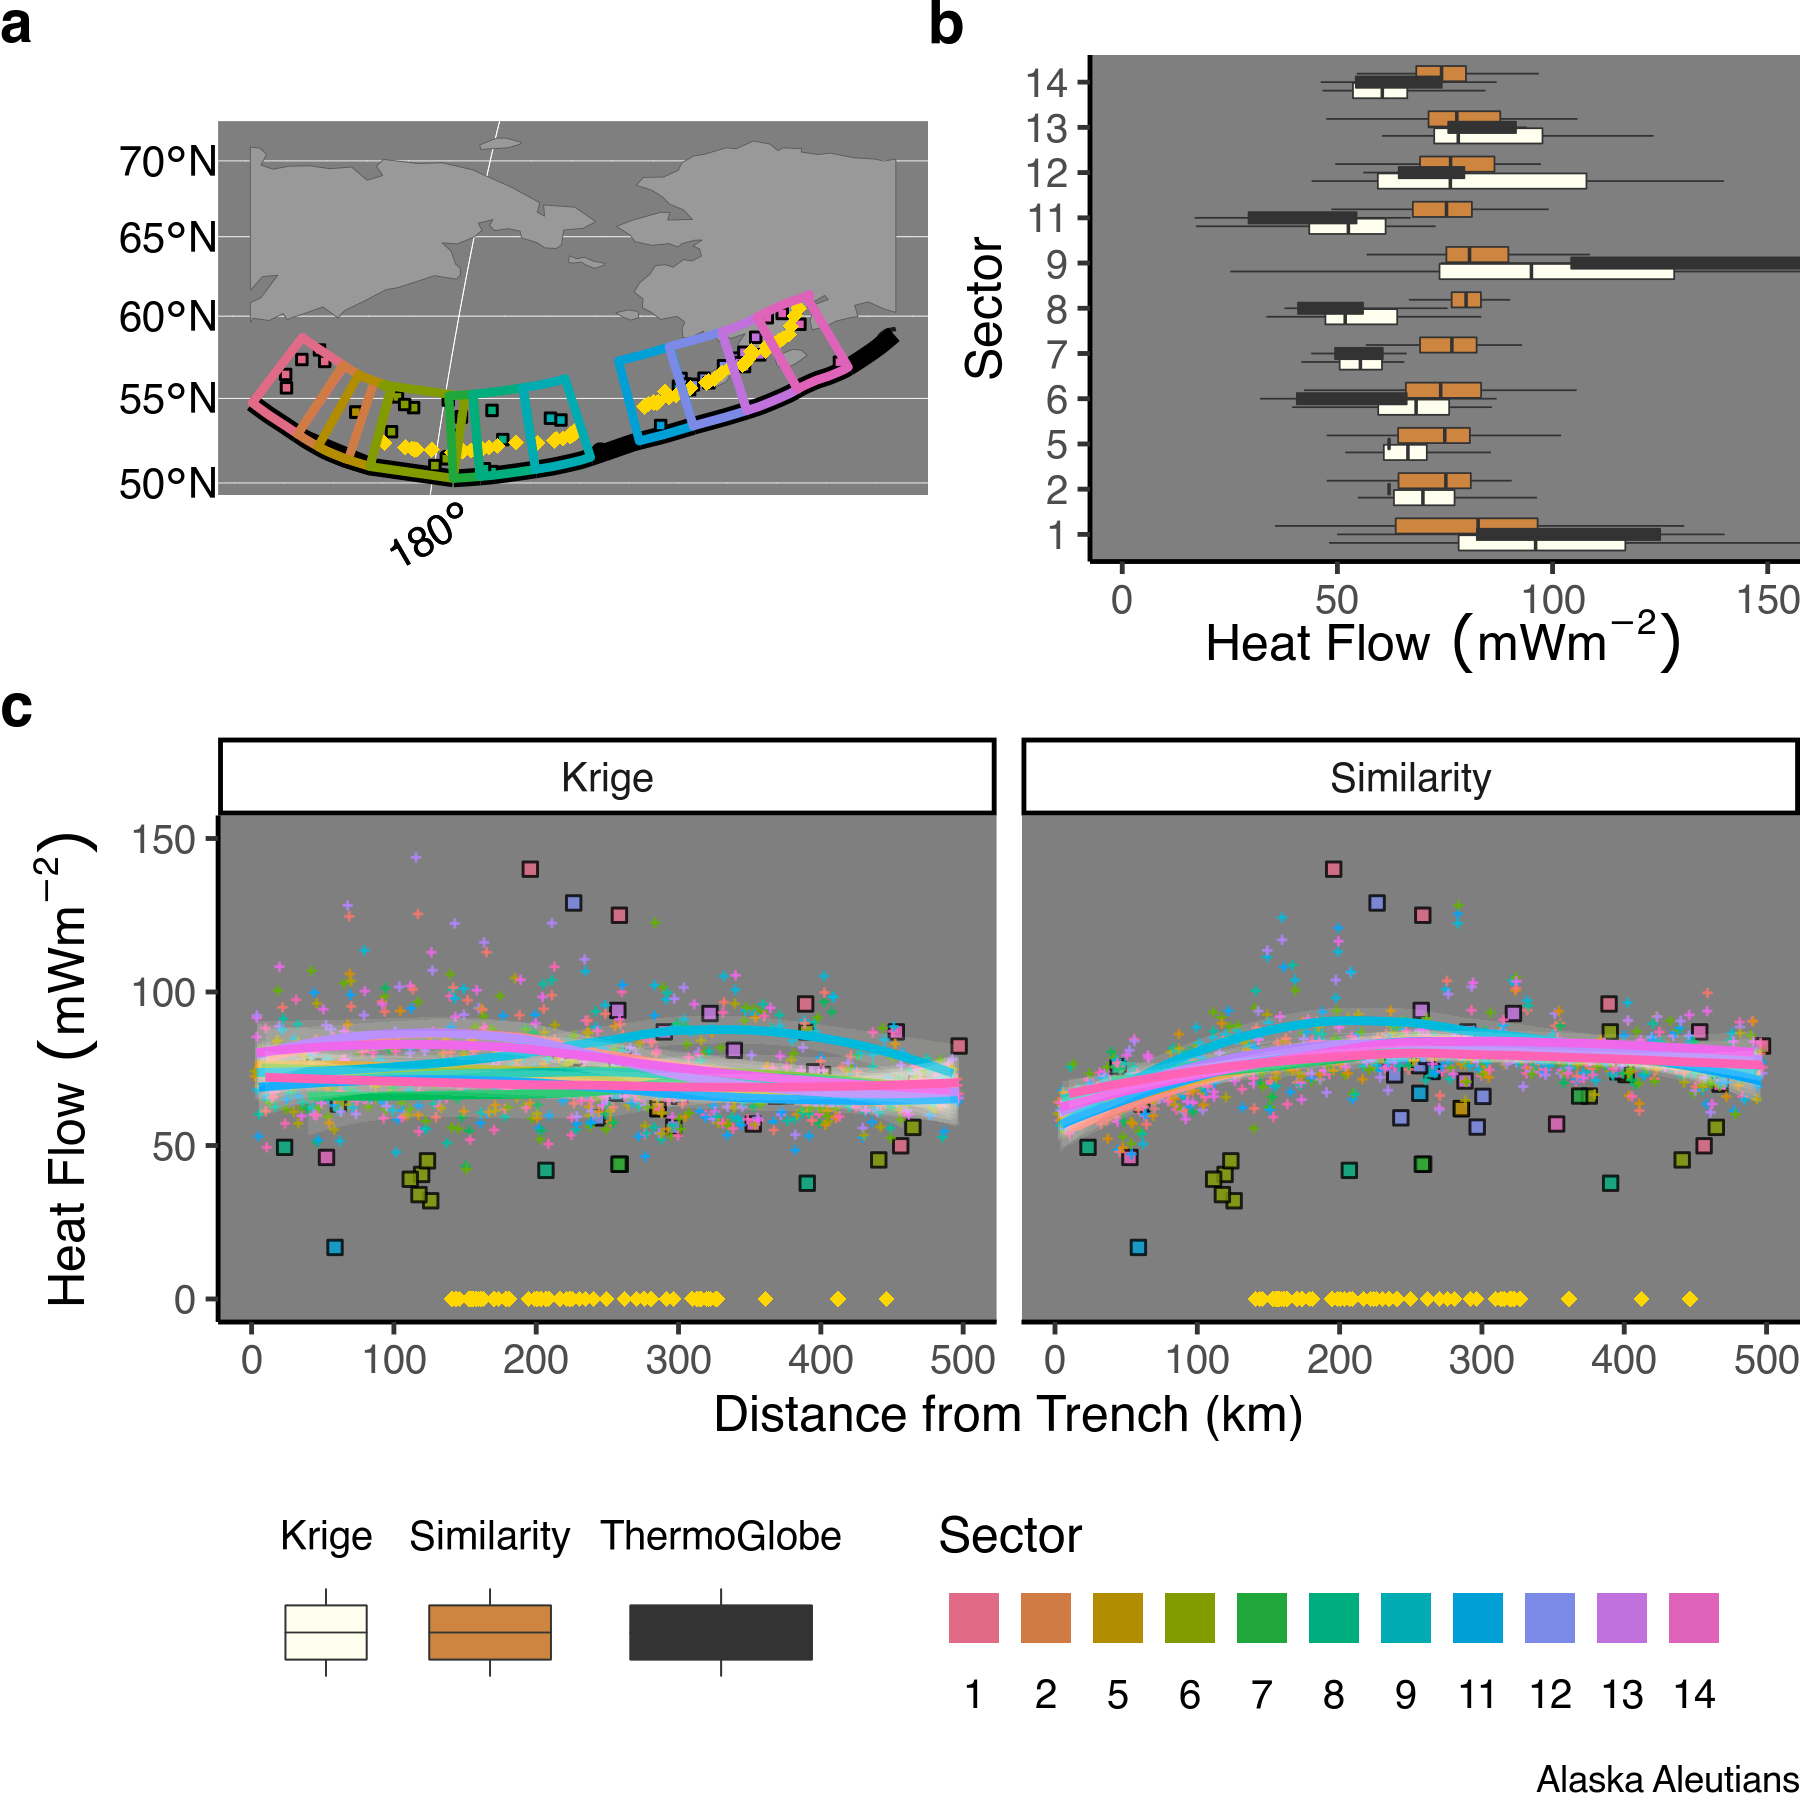 a
70°N
65°N
60°N
55°N
50°N
180°
b
Sector
14
13
12
11
9
8
7
6
5
2
1
0 50 100 150
Heat Flow (mWm−2)
c
Krige Similarity
Heat Flow (mWm−2)
150
100
50
0
0 100 200 300 400 500 0 100 200 300 400 500
Distance from Trench (km)
Krige Similarity ThermoGlobe
Sector
1 2 5 6 7 8 9 11 12 13 14
Alaska Aleutians